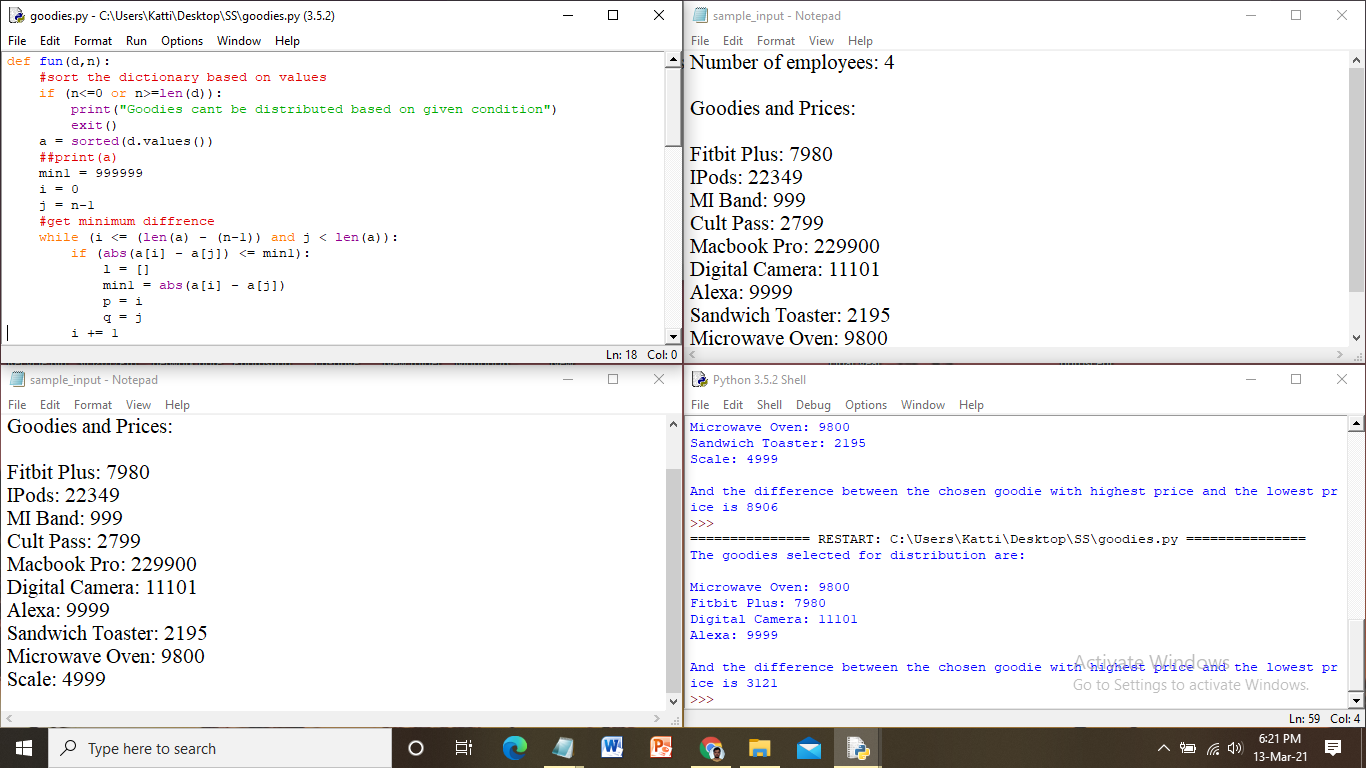 goodies.py - C:\Users\Katti\Desktop\SS\goodies.py (3.5.2)
File Edit Format Run Options Window Help
def fun(d,n):
    #sort the dictionary based on values
    if (n<=0 or n>=len(d)):
        print("Goodies cant be distributed based on given condition")
        exit()
    a = sorted(d.values())
    ##print(a)
    min1 = 999999
    i = 0
    j = n-1
    #get minimum diffrence
    while (i <= (len(a) - (n-1)) and j < len(a)):
        if (abs(a[i] - a[j]) <= min1):
            l = []
            min1 = abs(a[i] - a[j])
            p = i
            q = j
        i += 1
Ln: 18 Col: 0
sample_input - Notepad
File Edit Format View Help
Number of employees: 4
Goodies and Prices:
Fitbit Plus: 7980
IPods: 22349
MI Band: 999
Cult Pass: 2799
Macbook Pro: 229900
Digital Camera: 11101
Alexa: 9999
Sandwich Toaster: 2195
Microwave Oven: 9800
sample_input - Notepad
File Edit Format View Help
Goodies and Prices:
Fitbit Plus: 7980
IPods: 22349
MI Band: 999
Cult Pass: 2799
Macbook Pro: 229900
Digital Camera: 11101
Alexa: 9999
Sandwich Toaster: 2195
Microwave Oven: 9800
Scale: 4999
Python 3.5.2 Shell
File Edit Shell Debug Options Window Help
Microwave Oven: 9800
Sandwich Toaster: 2195
Scale: 4999
And the difference between the chosen goodie with highest price and the lowest pr
ice is 8906
>>>
=============== RESTART: C:\Users\Katti\Desktop\SS\goodies.py ===============
The goodies selected for distribution are:
Microwave Oven: 9800
Fitbit Plus: 7980
Digital Camera: 11101
Alexa: 9999
And the difference between the chosen goodie with highest price and the lowest pr
ice is 3121
>>>
Activate Windows
Go to Settings to activate Windows.
Ln: 59 Col: 4
Type here to search
6:21 PM
13-Mar-21